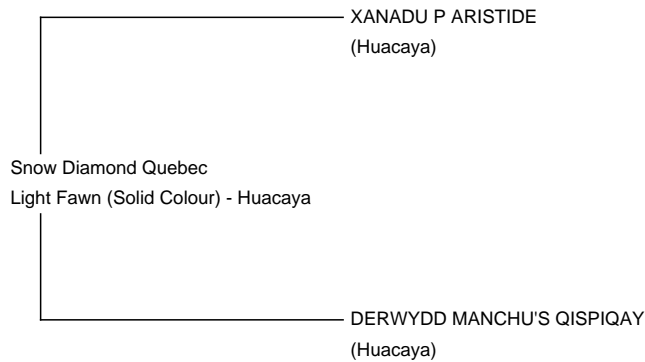 XANADU P ARISTIDE
(Huacaya)
Snow Diamond Quebec
Light Fawn (Solid Colour) - Huacaya
DERWYDD MANCHU'S QISPIQAY
(Huacaya)